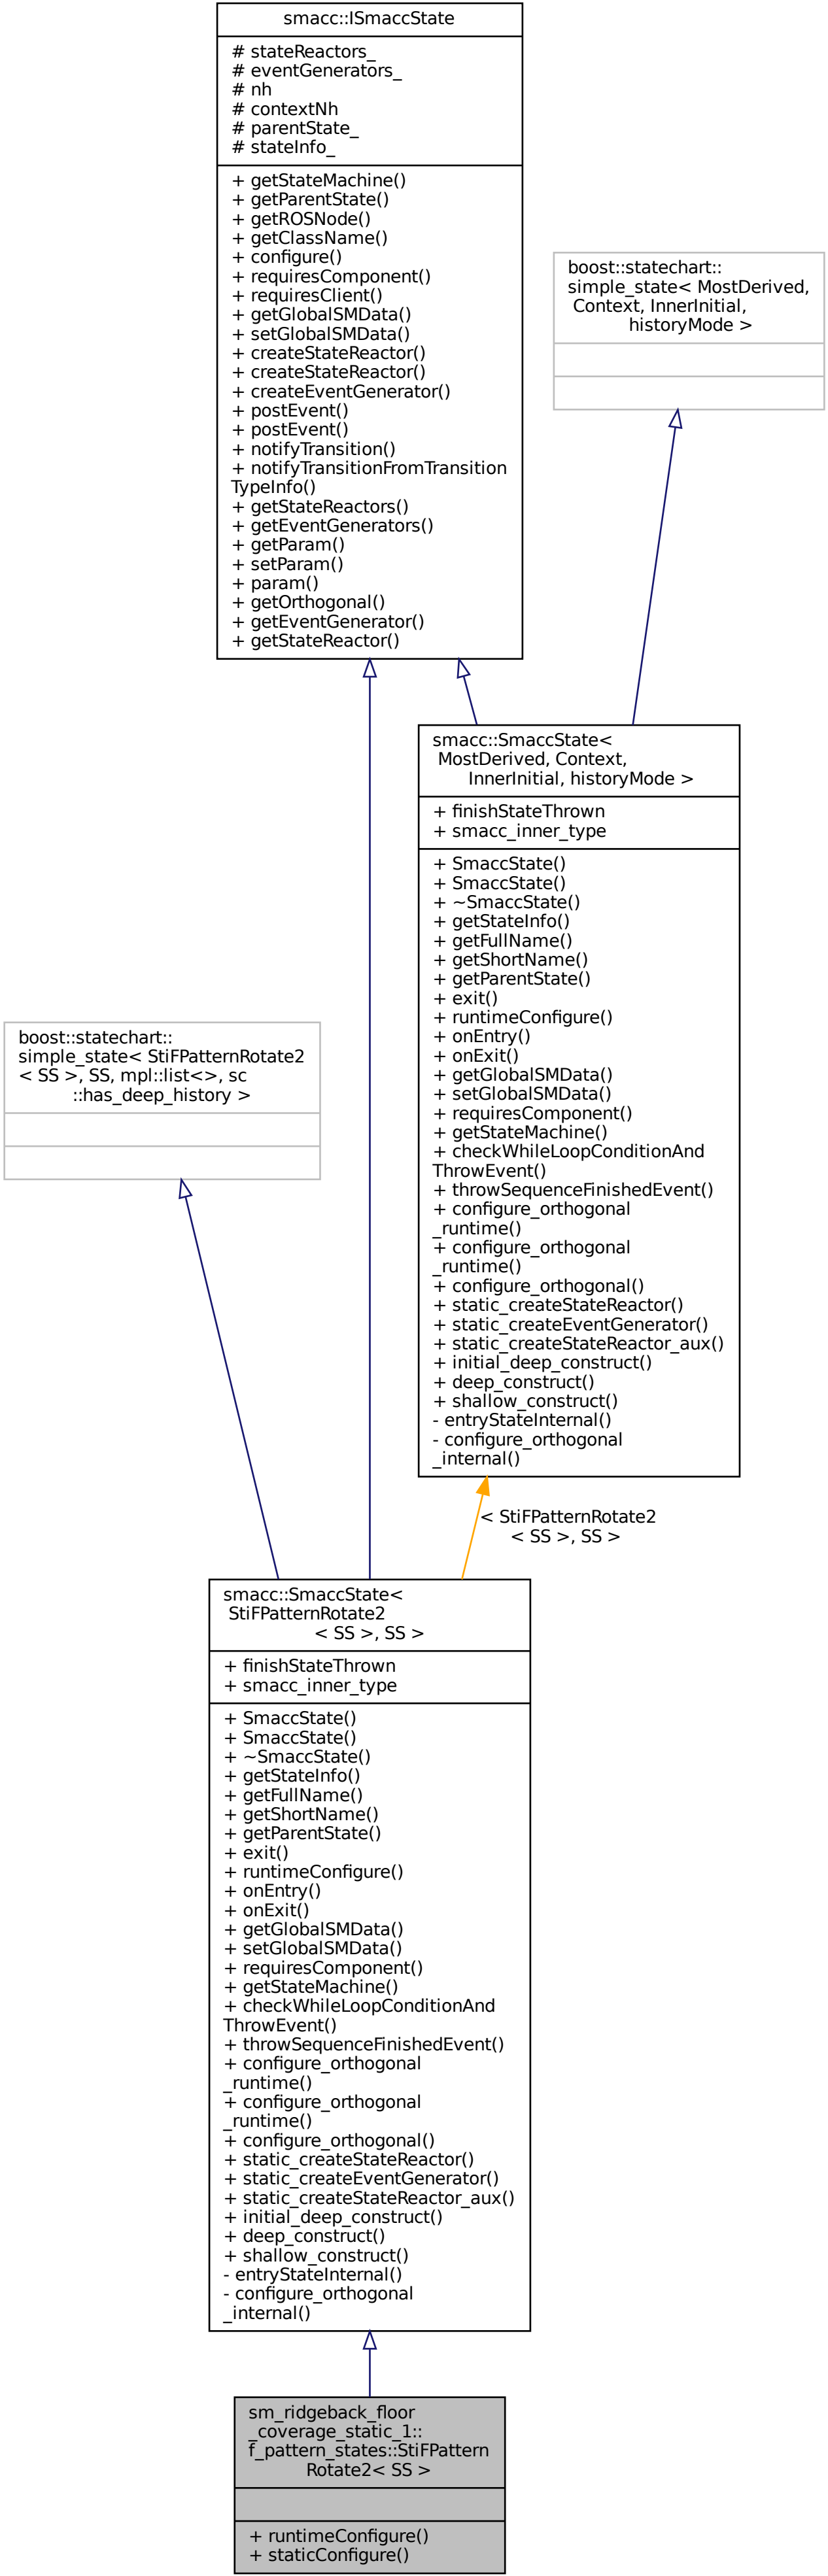 smacc::ISmaccState
# stateReactors_
# eventGenerators_
# nh
# contextNh
# parentState_
# stateInfo_
+ getStateMachine()
+ getParentState()
+ getROSNode()
+ getClassName()
+ configure()
+ requiresComponent()
+ requiresClient()
+ getGlobalSMData()
+ setGlobalSMData()
+ createStateReactor()
+ createStateReactor()
+ createEventGenerator()
+ postEvent()
+ postEvent()
+ notifyTransition()
+ notifyTransitionFromTransition
TypeInfo()
+ getStateReactors()
+ getEventGenerators()
+ getParam()
+ setParam()
+ param()
+ getOrthogonal()
+ getEventGenerator()
+ getStateReactor()
boost::statechart::
simple_state< MostDerived,
Context, InnerInitial,
historyMode >
smacc::SmaccState<
MostDerived, Context,
InnerInitial, historyMode >
+ finishStateThrown
+ smacc_inner_type
+ SmaccState()
+ SmaccState()
+ ~SmaccState()
+ getStateInfo()
+ getFullName()
+ getShortName()
+ getParentState()
+ exit()
+ runtimeConfigure()
+ onEntry()
+ onExit()
+ getGlobalSMData()
+ setGlobalSMData()
+ requiresComponent()
+ getStateMachine()
+ checkWhileLoopConditionAnd
ThrowEvent()
+ throwSequenceFinishedEvent()
+ configure_orthogonal
_runtime()
+ configure_orthogonal
_runtime()
+ configure_orthogonal()
+ static_createStateReactor()
+ static_createEventGenerator()
+ static_createStateReactor_aux()
+ initial_deep_construct()
+ deep_construct()
+ shallow_construct()
- entryStateInternal()
- configure_orthogonal
_internal()
boost::statechart::
simple_state< StiFPatternRotate2
< SS >, SS, mpl::list<>, sc
::has_deep_history >
< StiFPatternRotate2
< SS >, SS >
smacc::SmaccState<
StiFPatternRotate2
< SS >, SS >
+ finishStateThrown
+ smacc_inner_type
+ SmaccState()
+ SmaccState()
+ ~SmaccState()
+ getStateInfo()
+ getFullName()
+ getShortName()
+ getParentState()
+ exit()
+ runtimeConfigure()
+ onEntry()
+ onExit()
+ getGlobalSMData()
+ setGlobalSMData()
+ requiresComponent()
+ getStateMachine()
+ checkWhileLoopConditionAnd
ThrowEvent()
+ throwSequenceFinishedEvent()
+ configure_orthogonal
_runtime()
+ configure_orthogonal
_runtime()
+ configure_orthogonal()
+ static_createStateReactor()
+ static_createEventGenerator()
+ static_createStateReactor_aux()
+ initial_deep_construct()
+ deep_construct()
+ shallow_construct()
- entryStateInternal()
- configure_orthogonal
_internal()
sm_ridgeback_floor
_coverage_static_1::
f_pattern_states::StiFPattern
Rotate2< SS >
+ runtimeConfigure()
+ staticConfigure()